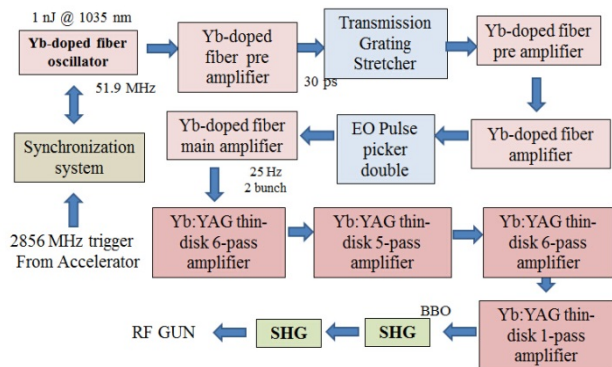 1 nJ @ 1035 nm
Yb-doped fiber
oscillator
51.9 MHz
Yb-doped
fiber pre
amplifier
30 ps
Transmission
Grating
Stretcher
Yb-doped fiber
pre amplifier
Synchronization
system
2856 MHz trigger
From Accelerator
Yb-doped fiber
main amplifier
25 Hz
2 bunch
EO Pulse
picker
double
Yb-doped fiber
amplifier
Yb:YAG thin-
disk 6-pass
amplifier
Yb:YAG thin-
disk 5-pass
amplifier
Yb:YAG thin-
disk 6-pass
amplifier
RF GUN
SHG
SHG
BBO
Yb:YAG thin-
disk 1-pass
amplifier